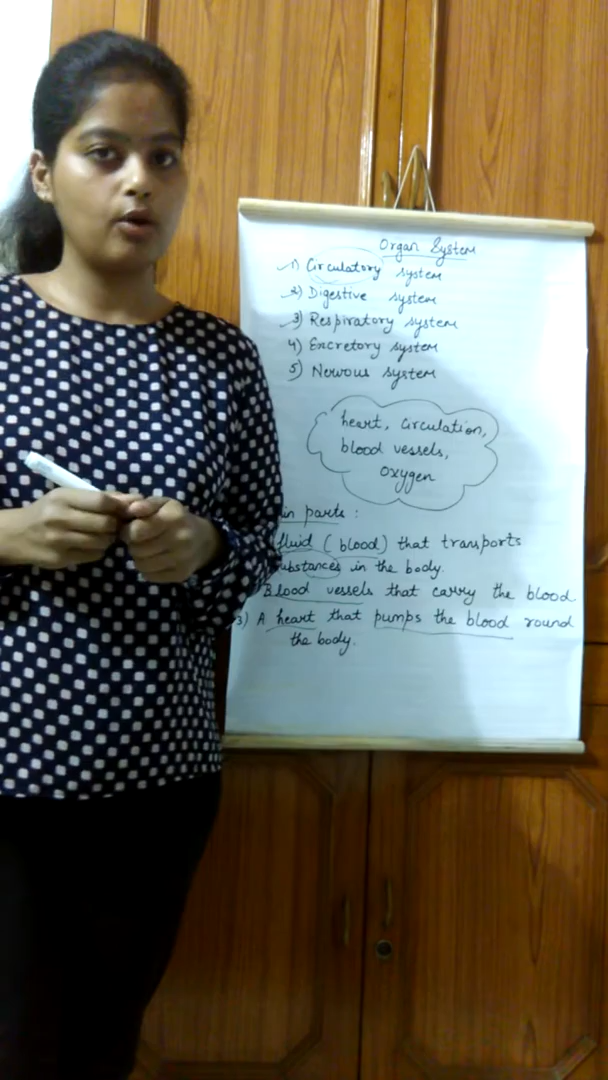 Organ System
1) Circulatory system
2) Digestive system
3) Respiratory system
4) Excretory system
5) Nervous system
heart, circulation,
blood vessels,
oxygen
in parts :
fluid (blood) that transports
ubstances in the body.
Blood vessels that carry the blood.
3) A heart that pumps the blood round
the body.